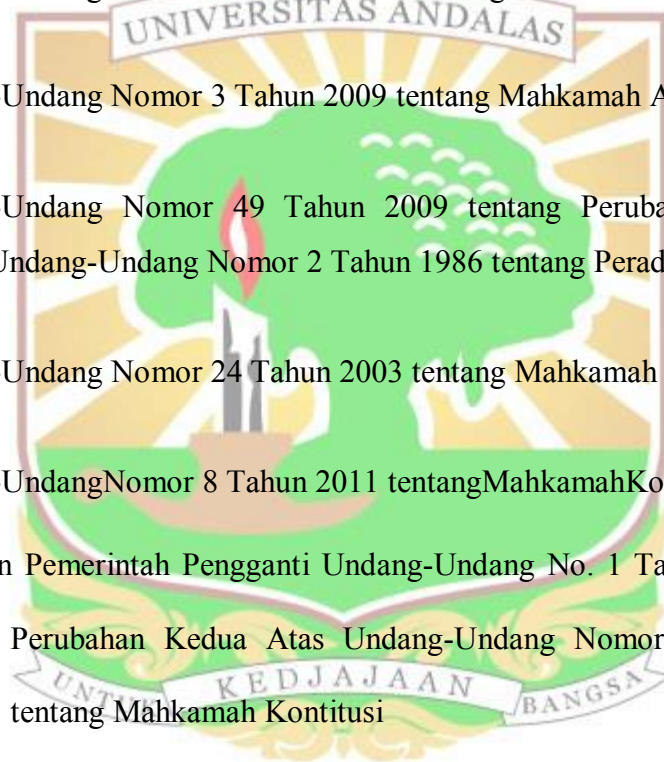 UNIVERSITAS ANDALAS
Undang Nomor 3 Tahun 2009 tentang Mahkamah A
Undang Nomor 49 Tahun 2009 tentang Peruba
Undang-Undang Nomor 2 Tahun 1986 tentang Perad
-Undang Nomor 24 Tahun 2003 tentang Mahkamah
-UndangNomor 8 Tahun 2011 tentangMahkamahKo
n Pemerintah Pengganti Undang-Undang No. 1 Ta
Perubahan Kedua Atas Undang-Undang Nomor
UNTUK KEDJAJAAN BANGSA
tentang Mahkamah Kontitusi